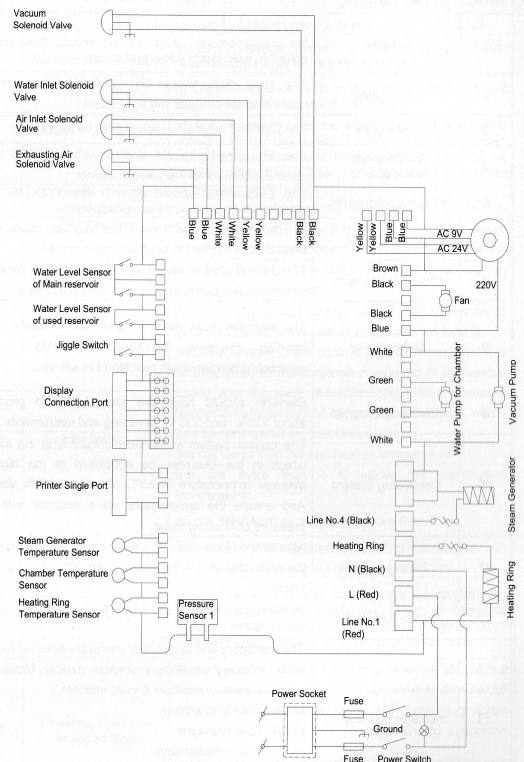 Vacuum
Solenoid Valve
Water Inlet Solenoid
Valve
Air Inlet Solenoid
Valve
Exhausting Air
Solenoid Valve
Blue
Blue
White
White
Yellow
Yellow
Black
Black
Yellow
Yellow
Blue
Blue
AC 9V
AC 24V
220V
Brown
Black
Fan
Black
Blue
White
Green
Green
White
Water Pump for Chamber
Vacuum Pump
Water Level Sensor
of Main reservoir
Water Level Sensor
of used reservoir
Jiggle Switch
Display
Connection Port
Printer Single Port
Steam Generator
Line No.4 (Black)
Heating Ring
N (Black)
L (Red)
Line No.1
(Red)
Heating Ring
Steam Generator
Temperature Sensor
Chamber Temperature
Sensor
Heating Ring
Temperature Sensor
Pressure
Sensor 1
Power Socket
Fuse
Ground
Fuse
Power Switch